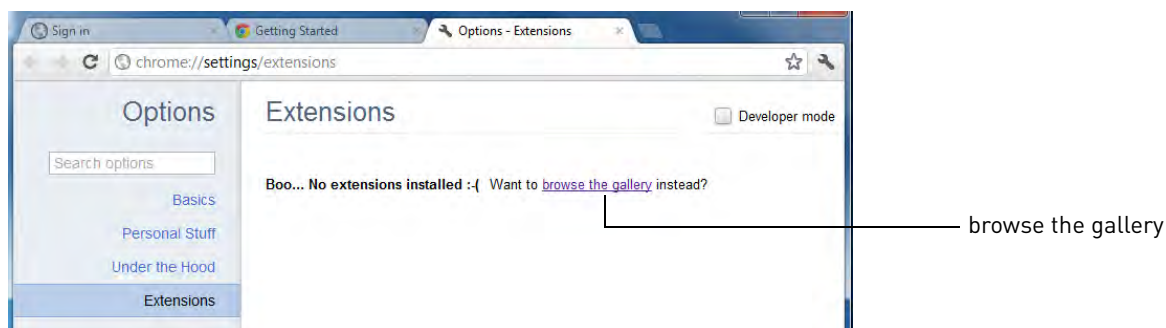 Sign in
Getting Started
Options - Extensions
chrome://settings/extensions
Options
Extensions
Developer mode
Search options
Boo... No extensions installed :-( Want to browse the gallery instead?
browse the gallery
Basics
Personal Stuff
Under the Hood
Extensions